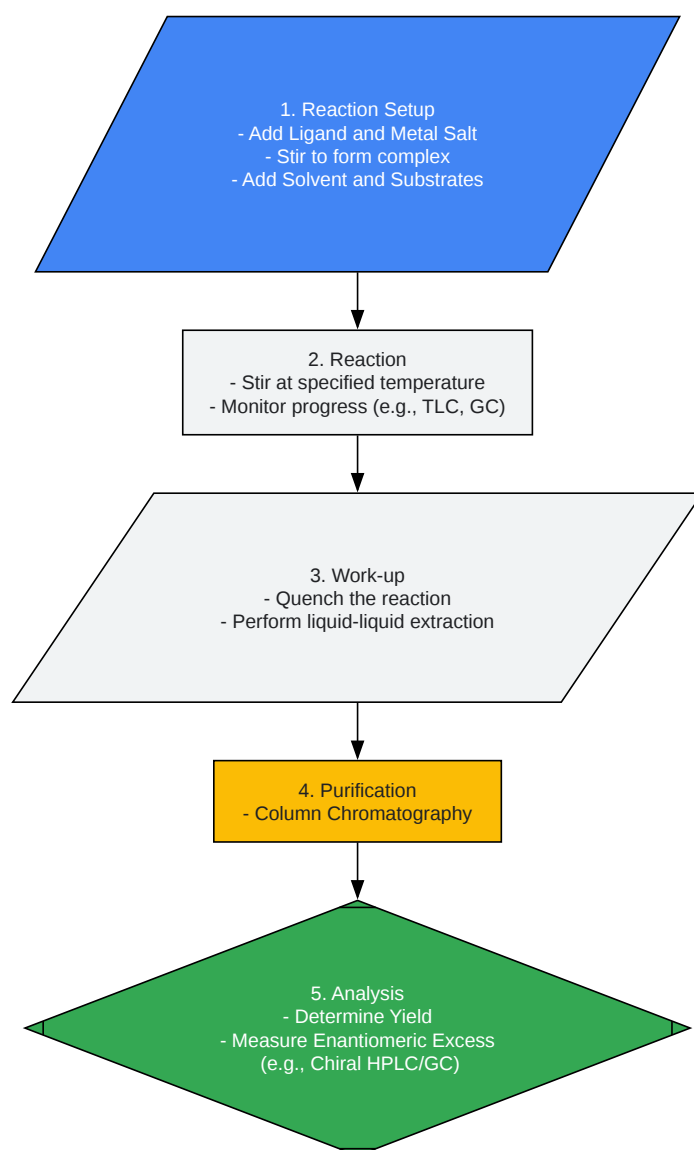 1. Reaction Setup
- Add Ligand and Metal Salt
- Stir to form complex
- Add Solvent and Substrates
2. Reaction
- Stir at specified temperature
- Monitor progress (e.g., TLC, GC)
3. Work-up
- Quench the reaction
- Perform liquid-liquid extraction
4. Purification
- Column Chromatography
5. Analysis
- Determine Yield
- Measure Enantiomeric Excess
(e.g., Chiral HPLC/GC)